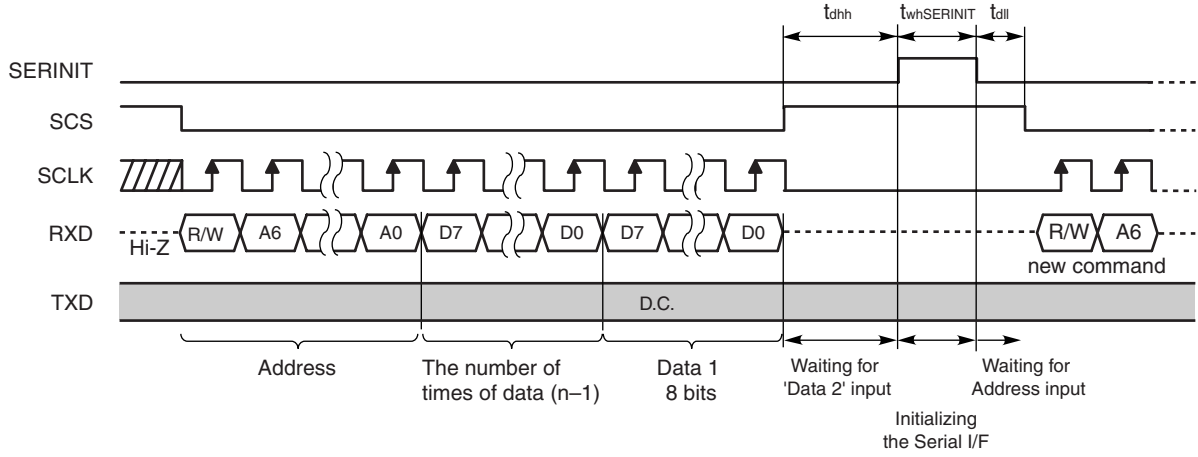 tdhh twhSERINIT tdll
SERINIT
SCS
SCLK
RXD Hi-Z R/W A6 A0 D7 D0 D7 D0 R/W A6
new command
TXD D.C.
Address
The number of
times of data (n–1)
Data 1
8 bits
Waiting for
'Data 2' input
Initializing
the Serial I/F
Waiting for
Address input